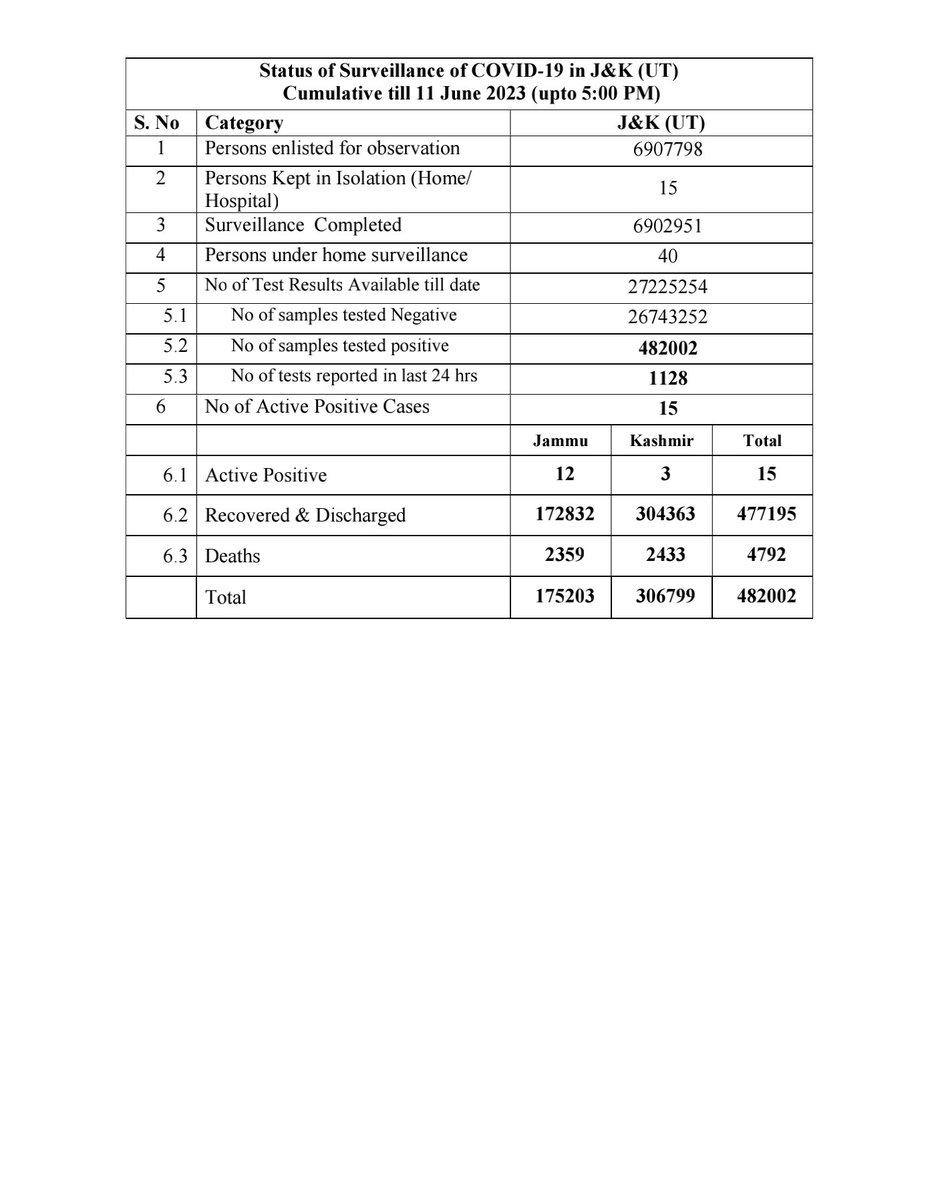 Status of Surveillance of COVID-19 in J&K (UT)
Cumulative till 11 June 2023 (upto 5:00 PM)
S. No Category J&K (UT)
1 Persons enlisted for observation 6907798
2 Persons Kept in Isolation (Home/
Hospital) 15
3 Surveillance Completed 6902951
4 Persons under home surveillance 40
5 No of Test Results Available till date 27225254
5.1 No of samples tested Negative 26743252
5.2 No of samples tested positive 482002
5.3 No of tests reported in last 24 hrs 1128
6 No of Active Positive Cases 15
Jammu Kashmir Total
6.1 Active Positive 12 3 15
6.2 Recovered & Discharged 172832 304363 477195
6.3 Deaths 2359 2433 4792
Total 175203 306799 482002